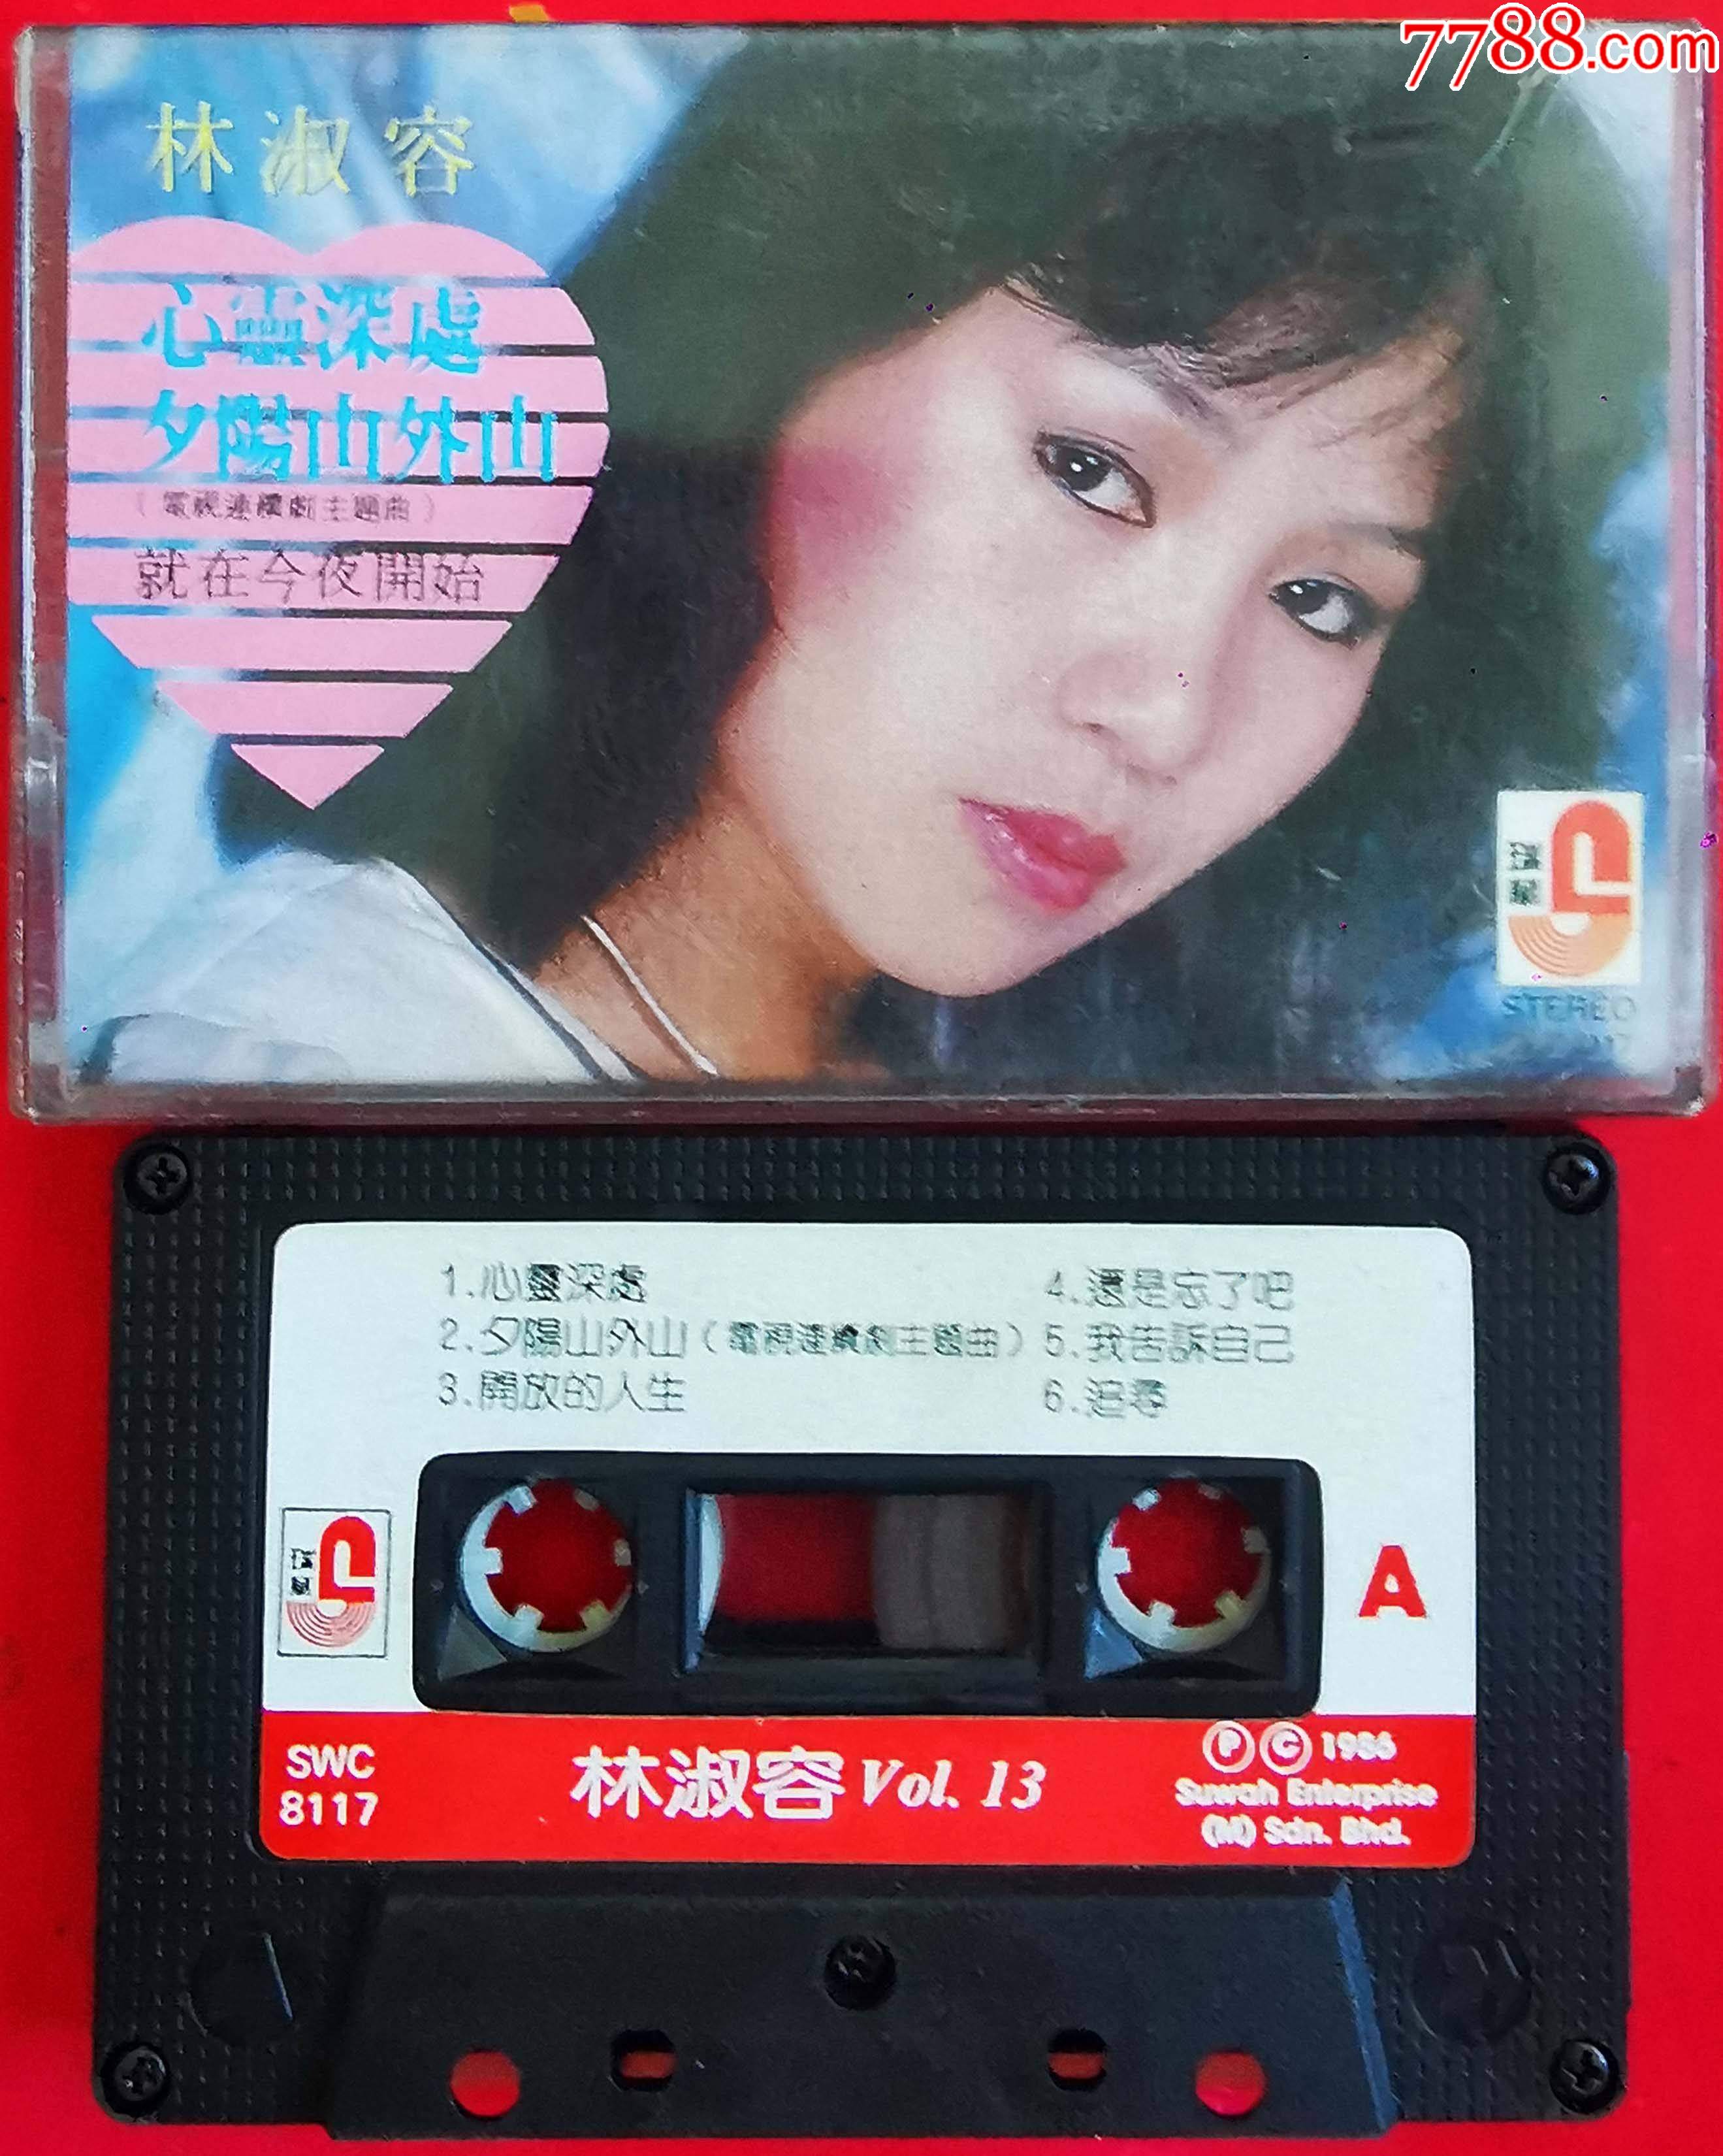 7788.com
林淑容
心靈深處
夕陽山外山
(電視連續劇主題曲)
就在今夜開始
STEREO
1.心靈深處
2.夕陽山外山(電視連續劇主題曲)
3.開放的人生
4.還是忘了吧
5.我告訴自己
6.追尋
A
SWC
8117
林淑容 Vol. 13
Ⓟ Ⓒ 1986
Suwah Enterprise
(M) Sdn. Bhd.